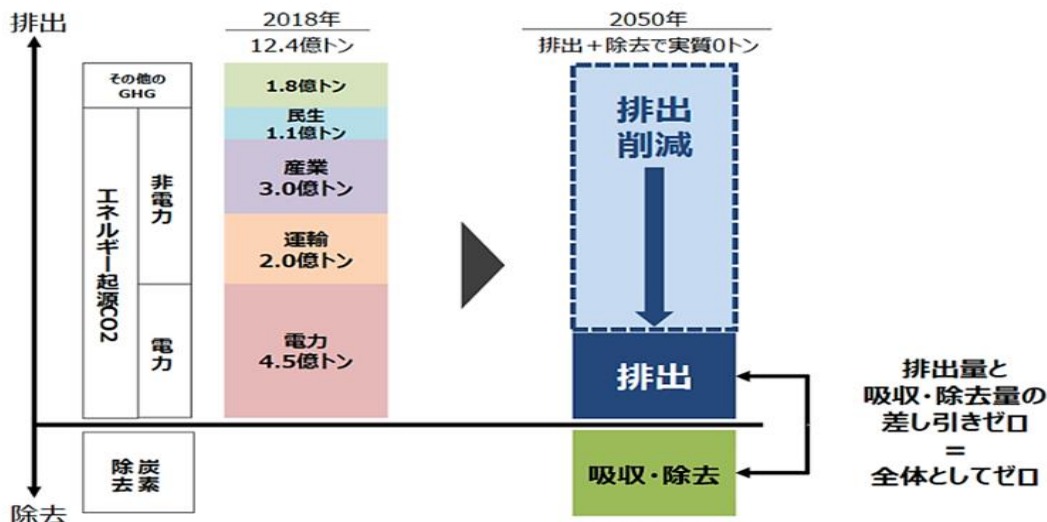 排出
2018年
12.4億トン
2050年
排出＋除去で実質0トン
その他の
GHG
エネルギー起源CO2
非電力
電力
1.8億トン
民生
1.1億トン
産業
3.0億トン
運輸
2.0億トン
電力
4.5億トン
排出
削減
排出
排出量と
吸収・除去量の
差し引きゼロ
＝
全体としてゼロ
炭素
除去
吸収・除去
除去